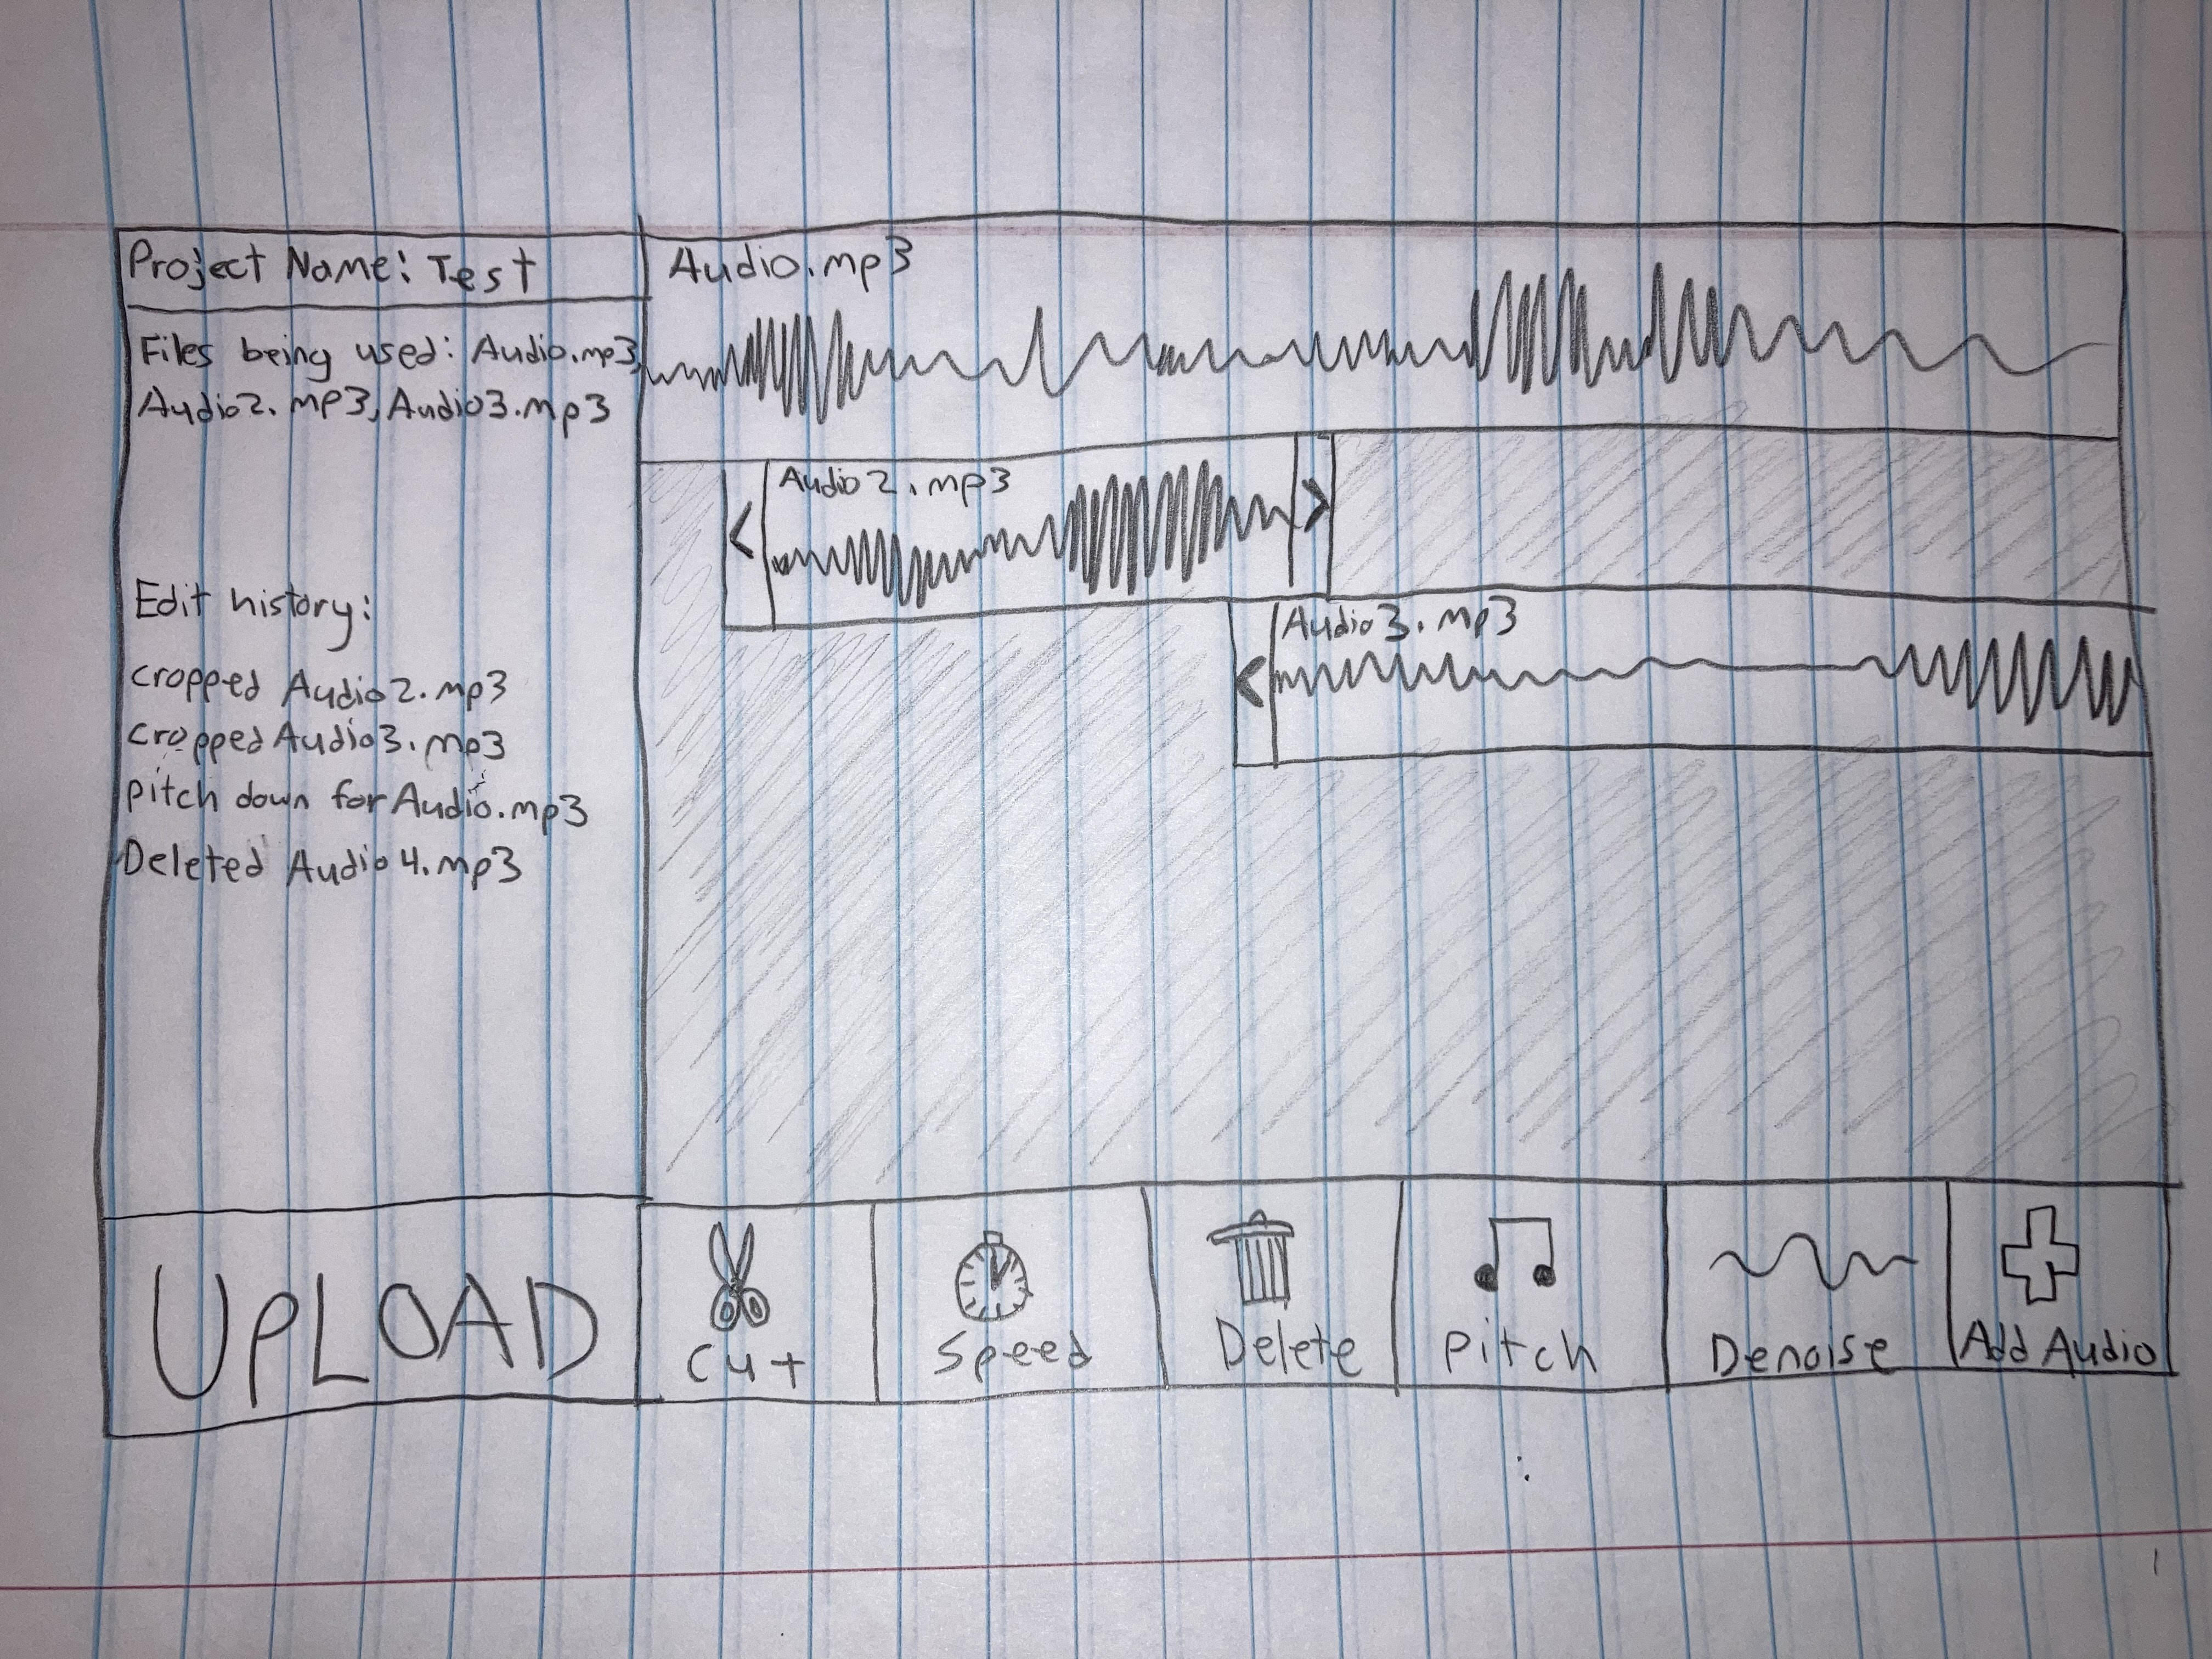 Project Name: Test
Files being used: Audio.mp3,
Audio2.mp3, Audio3.mp3
Edit history:
cropped Audio2.mp3
cropped Audio3.mp3
pitch down for Audio.mp3
Deleted Audio4.mp3
UPLOAD
Audio.mp3
<
Audio2.mp3
>
<
Audio3.mp3
Cut
Speed
Delete
Pitch
Denoise
Add Audio